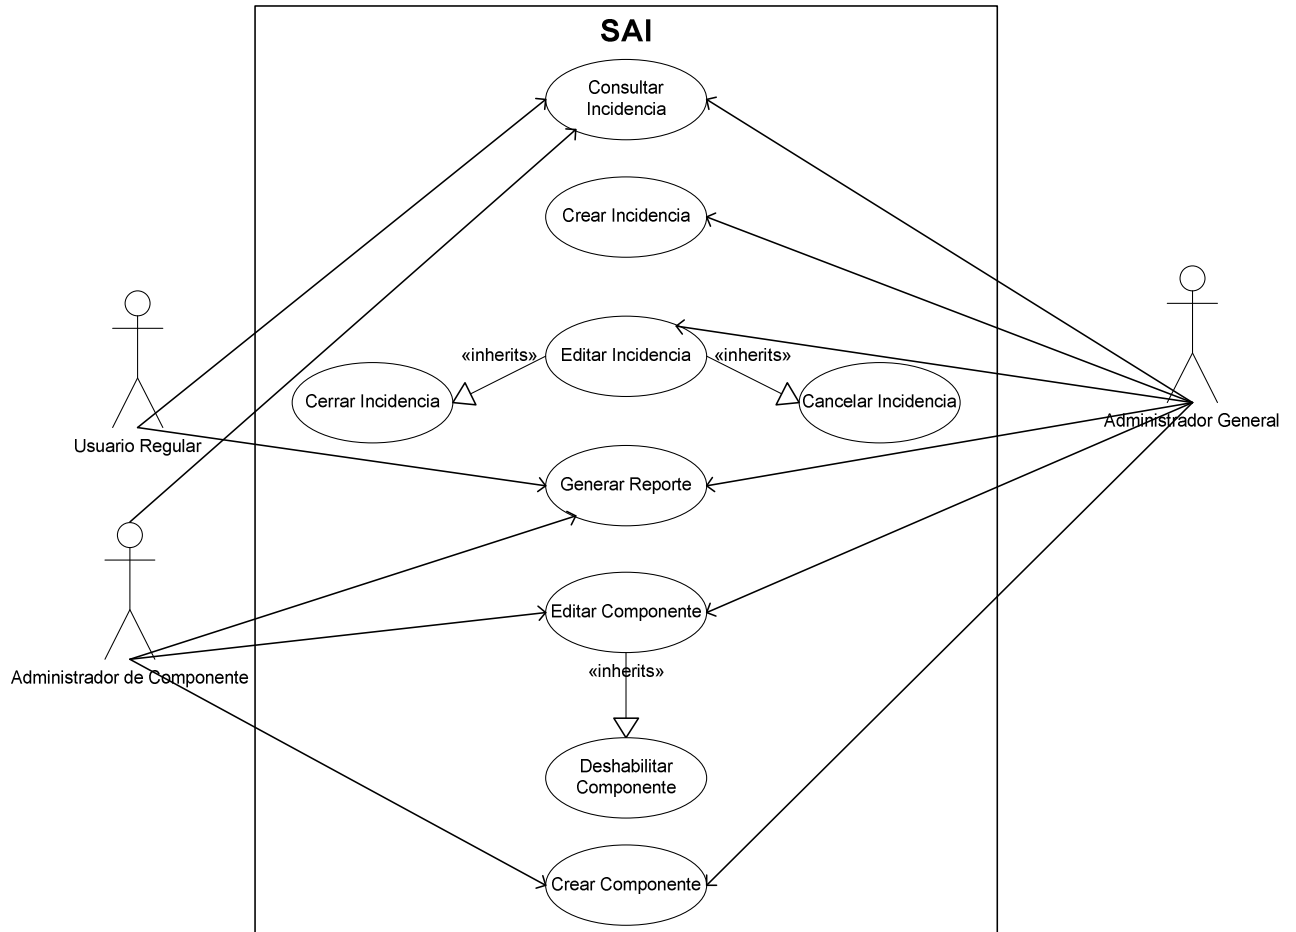 SAI
Consultar
Incidencia
Crear Incidencia
«inherits»
Editar Incidencia
«inherits»
Cerrar Incidencia
Cancelar Incidencia
Administrador General
Usuario Regular
Generar Reporte
Editar Componente
«inherits»
Administrador de Componente
Deshabilitar
Componente
Crear Componente